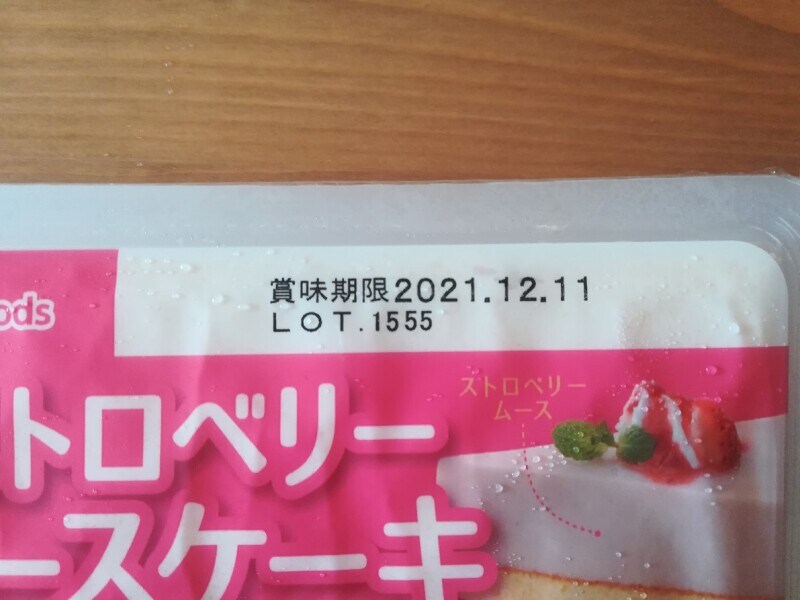 賞味期限2021.12.11
LOT.1555
ods
トロベリー
ースケーキ
ストロベリー
ムース